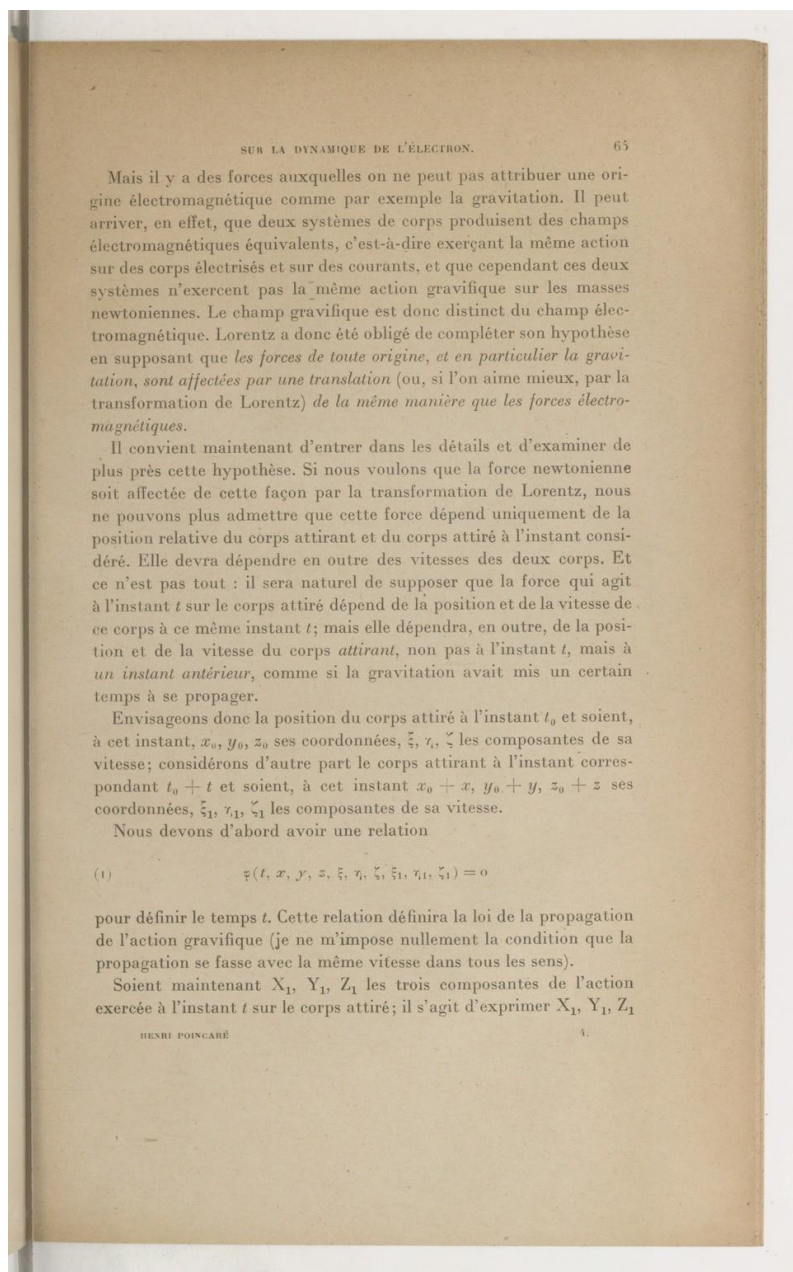 SUR LA DYNAMIQUE DE L'ÉLECTRON. 65
Mais il y a des forces auxquelles on ne peut pas attribuer une ori-
gine électromagnétique comme par exemple la gravitation. Il peut
arriver, en effet, que deux systèmes de corps produisent des champs
électromagnétiques équivalents, c'est-à-dire exerçant la même action
sur des corps électrisés et sur des courants, et que cependant ces deux
systèmes n'exercent pas la même action gravifique sur les masses
newtoniennes. Le champ gravifique est donc distinct du champ élec-
tromagnétique. Lorentz a donc été obligé de compléter son hypothèse
en supposant que les forces de toute origine, et en particulier la gravi-
tation, sont affectées par une translation (ou, si l'on aime mieux, par la
transformation de Lorentz) de la même manière que les forces électro-
magnétiques.
Il convient maintenant d'entrer dans les détails et d'examiner de
plus près cette hypothèse. Si nous voulons que la force newtonienne
soit affectée de cette façon par la transformation de Lorentz, nous
ne pouvons plus admettre que cette force dépend uniquement de la
position relative du corps attirant et du corps attiré à l'instant consi-
déré. Elle devra dépendre en outre des vitesses des deux corps. Et
ce n'est pas tout : il sera naturel de supposer que la force qui agit
à l'instant t sur le corps attiré dépend de la position et de la vitesse de
ce corps à ce même instant t; mais elle dépendra, en outre, de la posi-
tion et de la vitesse du corps attirant, non pas à l'instant t, mais à
un instant antérieur, comme si la gravitation avait mis un certain
temps à se propager.
Envisageons donc la position du corps attiré à l'instant t₀ et soient,
à cet instant, x₀, y₀, z₀ ses coordonnées, ξ, η, ζ les composantes de sa
vitesse; considérons d'autre part le corps attirant à l'instant corres-
pondant t₀ + t et soient, à cet instant x₀ + x, y₀ + y, z₀ + z ses
coordonnées, ξ₁, η₁, ζ₁ les composantes de sa vitesse.
Nous devons d'abord avoir une relation
(1) φ(t, x, y, z, ξ, η, ζ, ξ₁, η₁, ζ₁) = 0
pour définir le temps t. Cette relation définira la loi de la propagation
de l'action gravifique (je ne m'impose nullement la condition que la
propagation se fasse avec la même vitesse dans tous les sens).
Soient maintenant X₁, Y₁, Z₁ les trois composantes de l'action
exercée à l'instant t sur le corps attiré; il s'agit d'exprimer X₁, Y₁, Z₁
HENRI POINCARÉ 4.